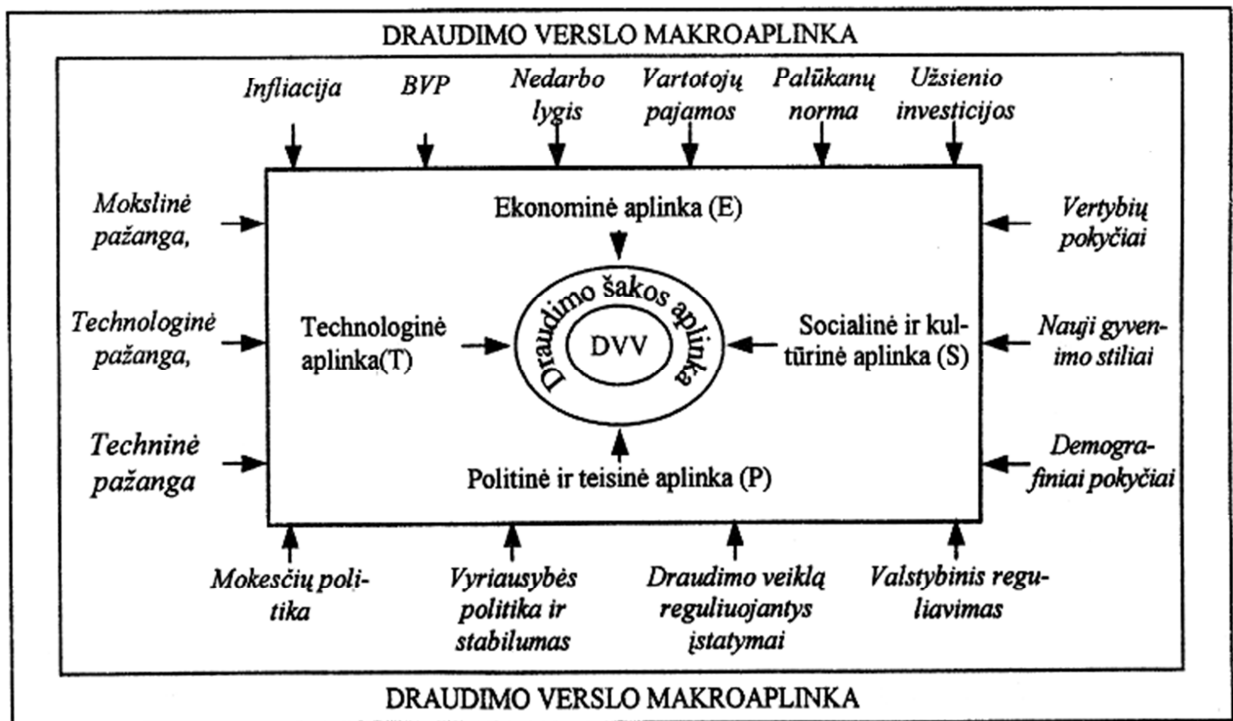 DRAUDIMO VERSLO MAKROAPLINKA
Infliacija
BVP
Nedarbo
lygis
Vartotojų
pajamos
Palūkanų
norma
Užsienio
investicijos
Mokslinė
pažanga,
Ekonominė aplinka (E)
Vertybių
pokyčiai
Technologinė
pažanga,
Technologinė
aplinka(T)
Draudimo šakos aplinka
DVV
Socialinė ir kul-
tūrinė aplinka (S)
Nauji gyven-
imo stiliai
Techninė
pažanga
Politinė ir teisinė aplinka (P)
Demogra-
finiai pokyčiai
Mokesčių poli-
tika
Vyriausybės
politika ir
stabilumas
Draudimo veiklą
reguliuojantys
įstatymai
Valstybinis regu-
liavimas
DRAUDIMO VERSLO MAKROAPLINKA